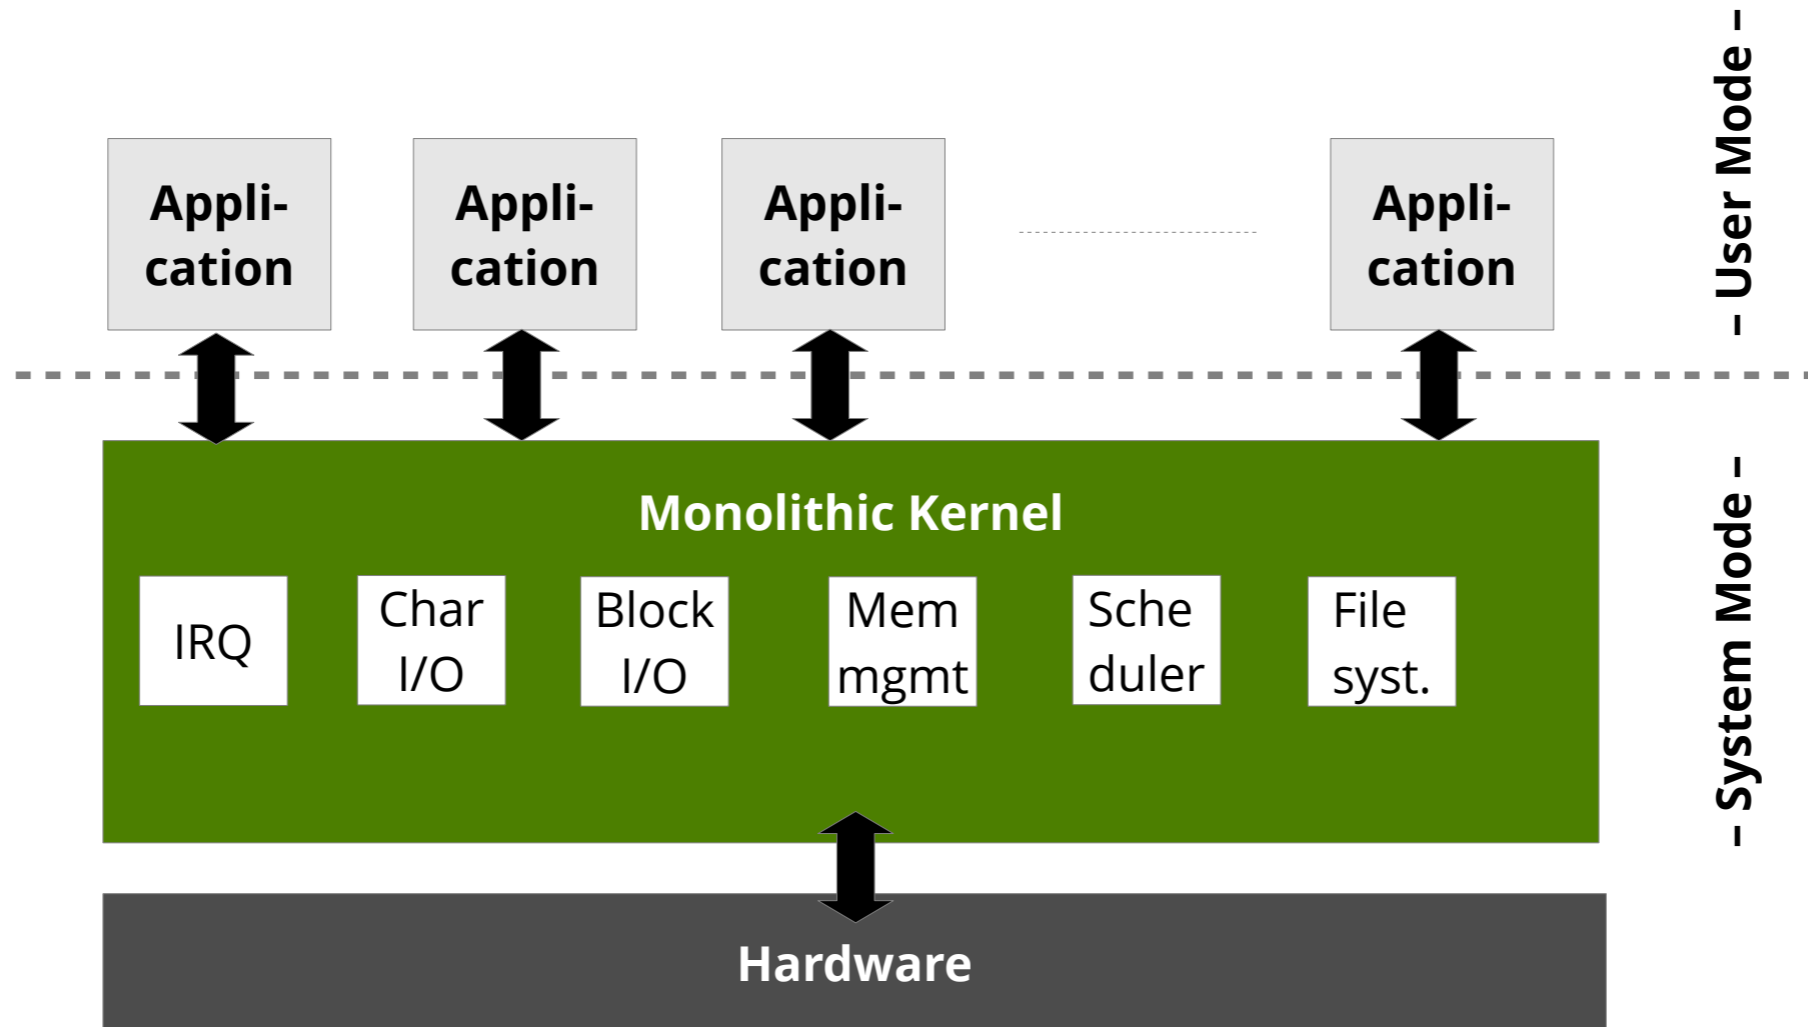 Appli-
cation
Appli-
cation
Appli-
cation
Appli-
cation
– User Mode –
Monolithic Kernel
IRQ
Char
I/O
Block
I/O
Mem
mgmt
Sche
duler
File
syst.
– System Mode –
Hardware